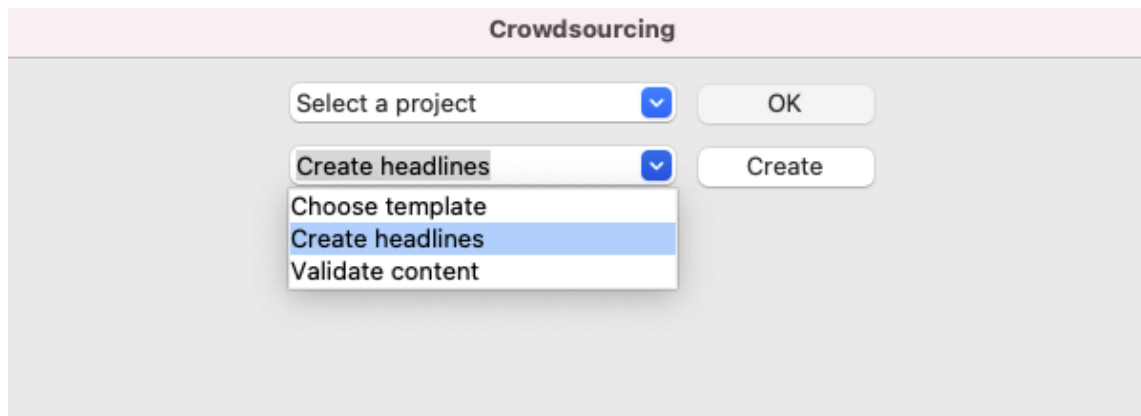 Crowdsourcing
Select a project OK
Create headlines Create
Choose template
Create headlines
Validate content